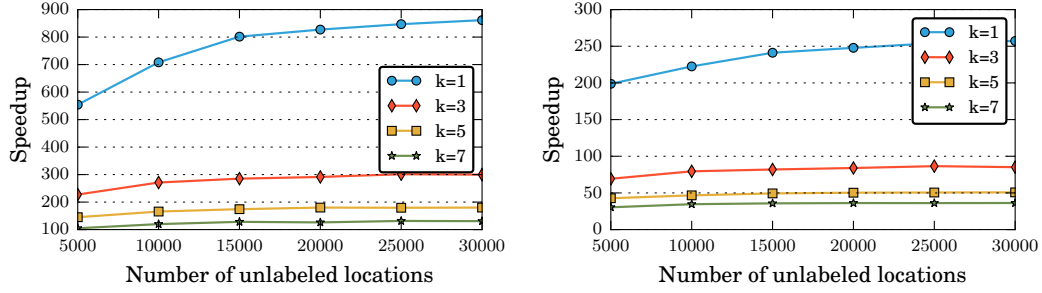 900
800
700
600
500
400
300
200
100
Speedup
k=1
k=3
k=5
k=7
5000 10000 15000 20000 25000 30000
Number of unlabeled locations
300
250
200
150
100
50
0
Speedup
k=1
k=3
k=5
k=7
5000 10000 15000 20000 25000 30000
Number of unlabeled locations